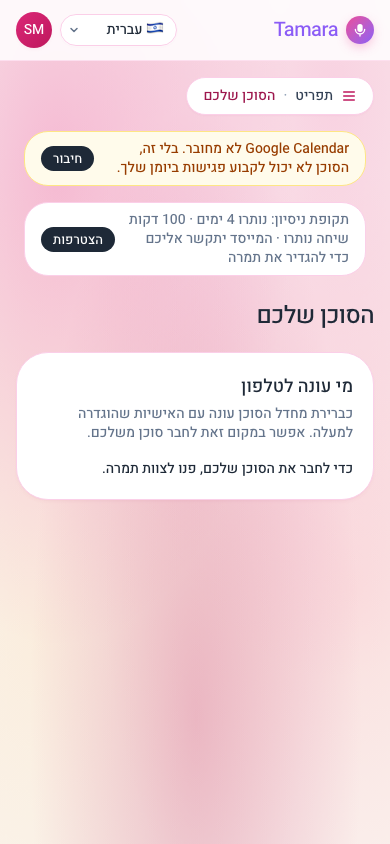 Tamara
עברית
SM
תפריט · הסוכן שלכם
Google Calendar לא מחובר. בלי זה,
הסוכן לא יכול לקבוע פגישות ביומן שלך.
חיבור
תקופת ניסיון: נותרו 4 ימים · 100 דקות
שיחה נותרו · המייסד יתקשר אליכם
כדי להגדיר את תמרה
הצטרפות
הסוכן שלכם
מי עונה לטלפון
כברירת מחדל הסוכן עונה עם האישיות שהוגדרה
למעלה. אפשר במקום זאת לחבר סוכן משלכם.
כדי לחבר את הסוכן שלכם, פנו לצוות תמרה.